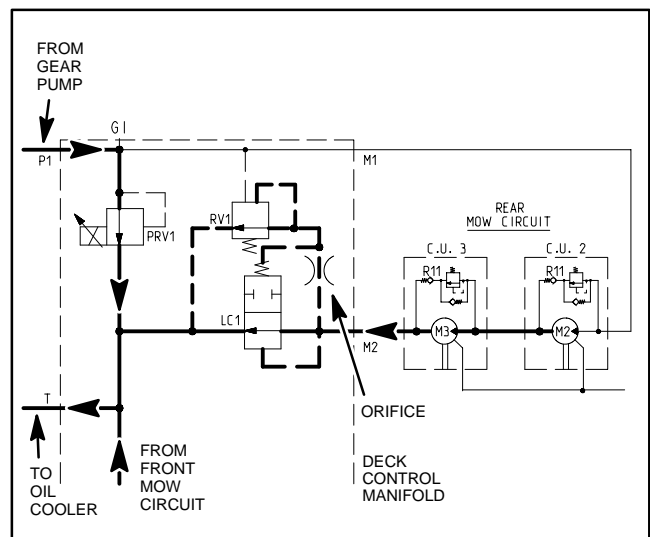 FROM
GEAR
PUMP
G1
P1
M1
RV1
PRV1
REAR
MOW CIRCUIT
C.U. 3
C.U. 2
R11
R11
L
L
LC1
M3
M2
M2
ORIFICE
T
TO
OIL
COOLER
FROM
FRONT
MOW
CIRCUIT
DECK
CONTROL
MANIFOLD